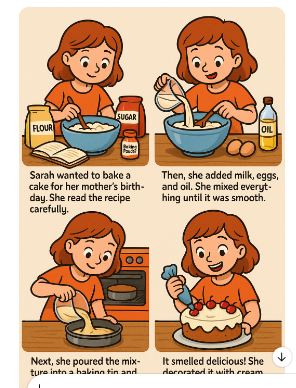 FLOUR
SUGAR
Baking
Powder
Sarah wanted to bake a
cake for her mother's birth-
day. She read the recipe
carefully.
OIL
Then, she added milk, eggs,
and oil. She mixed everyt-
hing until it was smooth.
Next, she poured the mix-
ture into a baking tin and
It smelled delicious! She
decorated it with cream